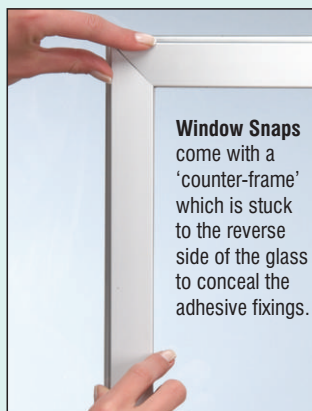 Window Snaps
come with a
‘counter-frame’
which is stuck
to the reverse
side of the glass
to conceal the
adhesive fixings.